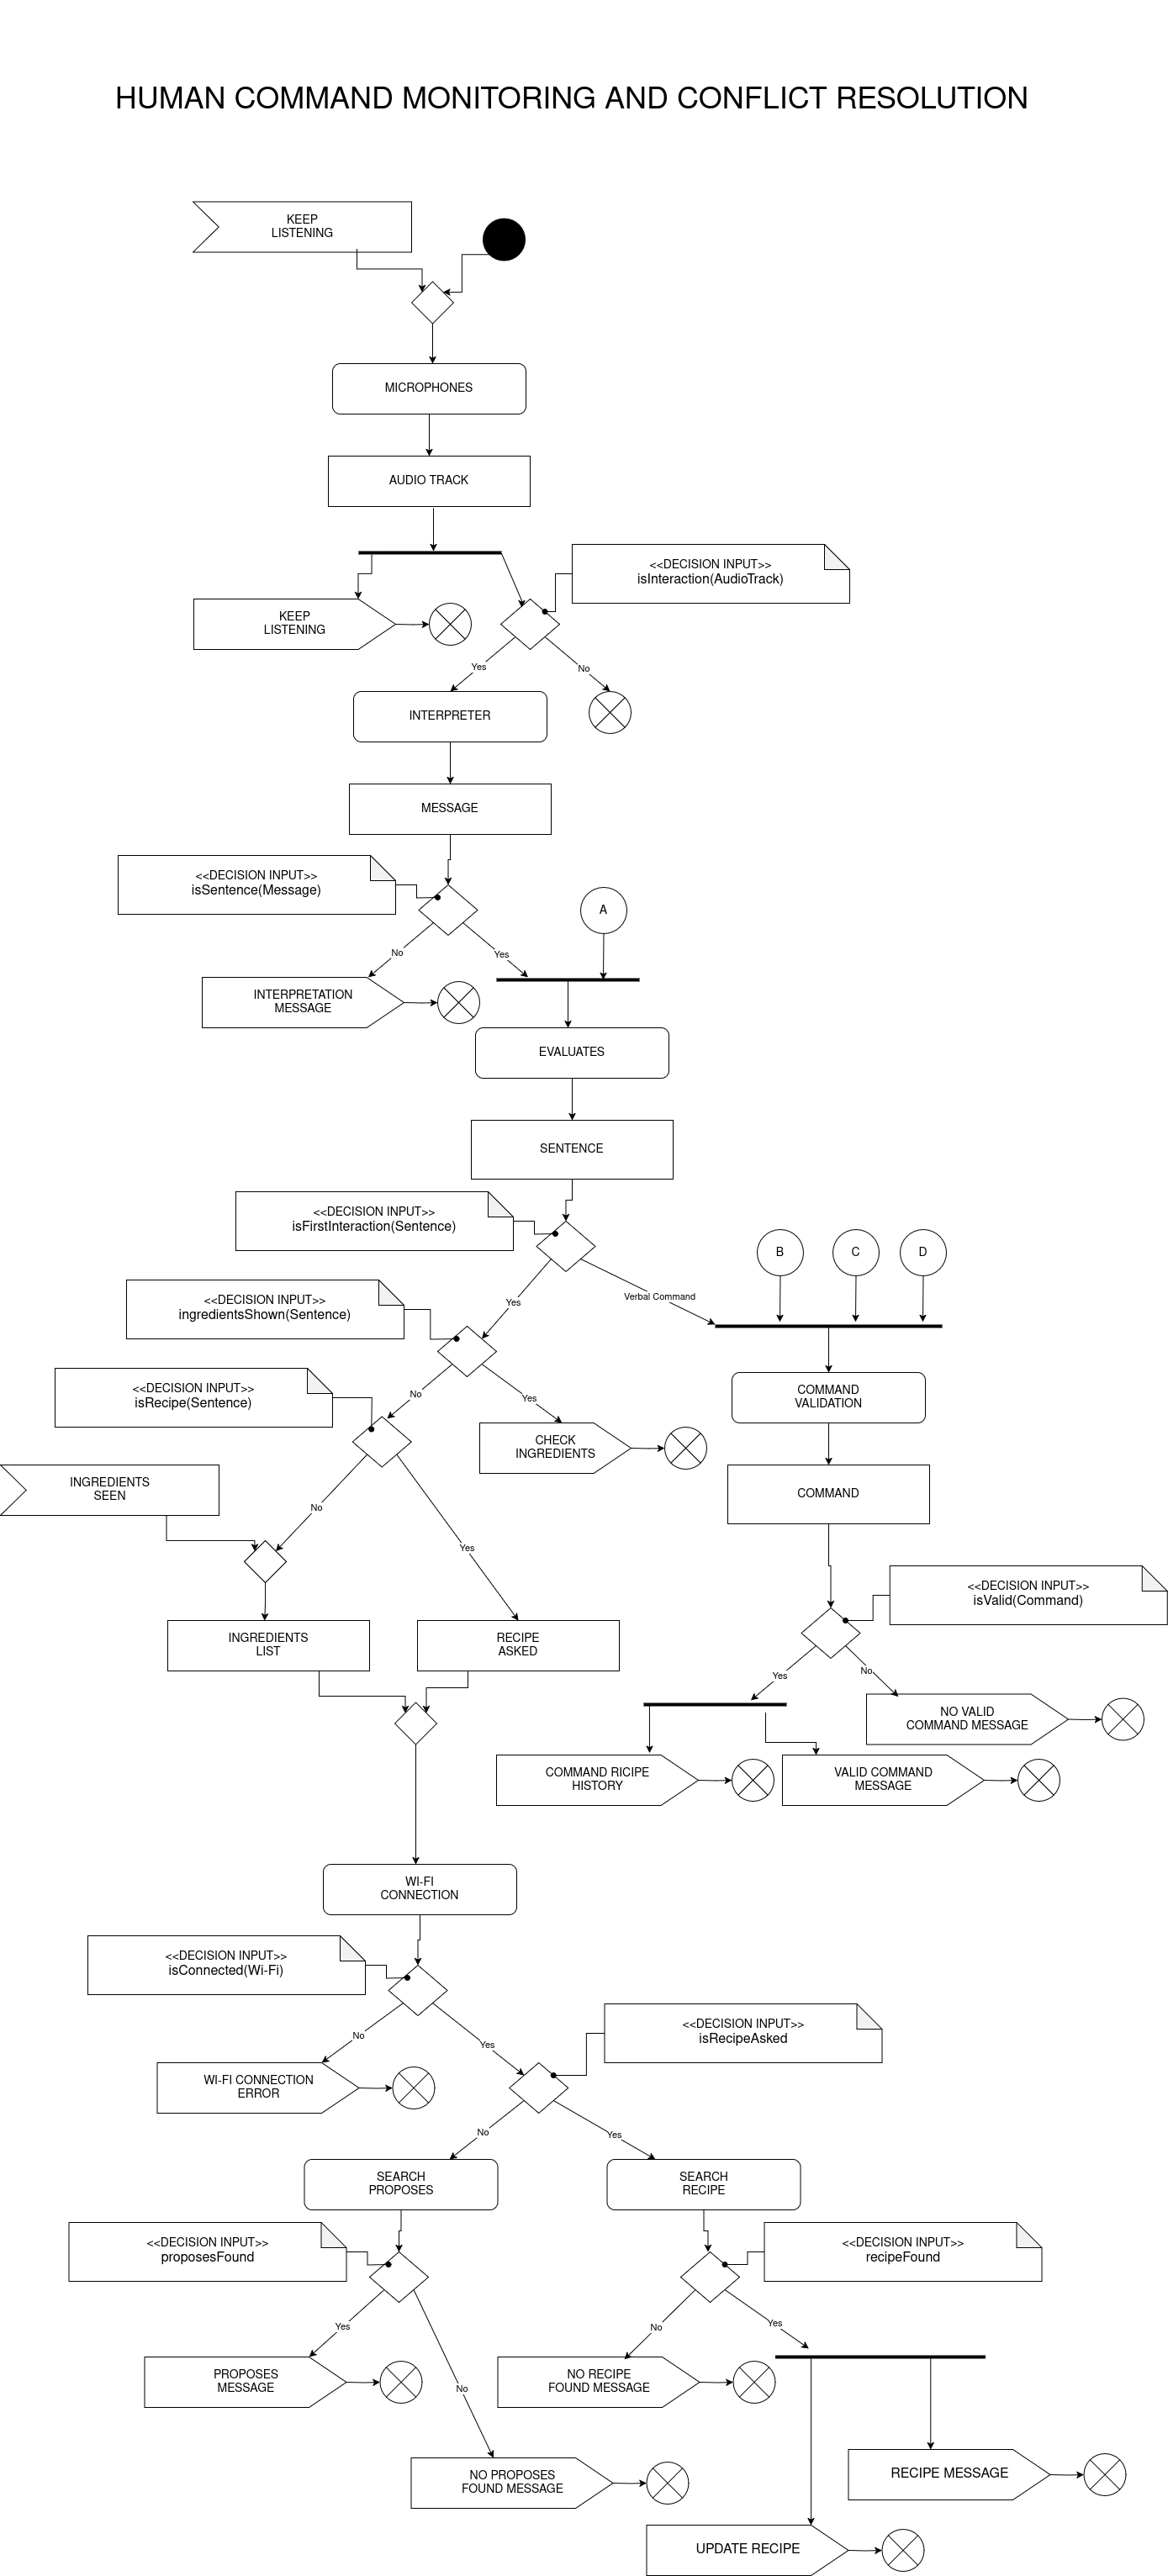 HUMAN COMMAND MONITORING AND CONFLICT RESOLUTION
KEEP
LISTENING
MICROPHONES
AUDIO TRACK
<<DECISION INPUT>>
isInteraction(AudioTrack)
KEEP
LISTENING
Yes
No
INTERPRETER
MESSAGE
<<DECISION INPUT>>
isSentence(Message)
A
No
Yes
INTERPRETATION
MESSAGE
EVALUATES
SENTENCE
<<DECISION INPUT>>
isFirstInteraction(Sentence)
B
C
D
Yes
Verbal Command
<<DECISION INPUT>>
ingredientsShown(Sentence)
<<DECISION INPUT>>
isRecipe(Sentence)
No
Yes
COMMAND
VALIDATION
CHECK
INGREDIENTS
INGREDIENTS
SEEN
COMMAND
No
Yes
<<DECISION INPUT>>
isValid(Command)
INGREDIENTS
LIST
RECIPE
ASKED
Yes
No
NO VALID
COMMAND MESSAGE
COMMAND RICIPE
HISTORY
VALID COMMAND
MESSAGE
WI-FI
CONNECTION
<<DECISION INPUT>>
isConnected(Wi-Fi)
<<DECISION INPUT>>
isRecipeAsked
No
Yes
WI-FI CONNECTION
ERROR
No
Yes
SEARCH
PROPOSES
SEARCH
RECIPE
<<DECISION INPUT>>
proposesFound
<<DECISION INPUT>>
recipeFound
Yes
No
No
Yes
PROPOSES
MESSAGE
NO RECIPE
FOUND MESSAGE
NO PROPOSES
FOUND MESSAGE
RECIPE MESSAGE
UPDATE RECIPE